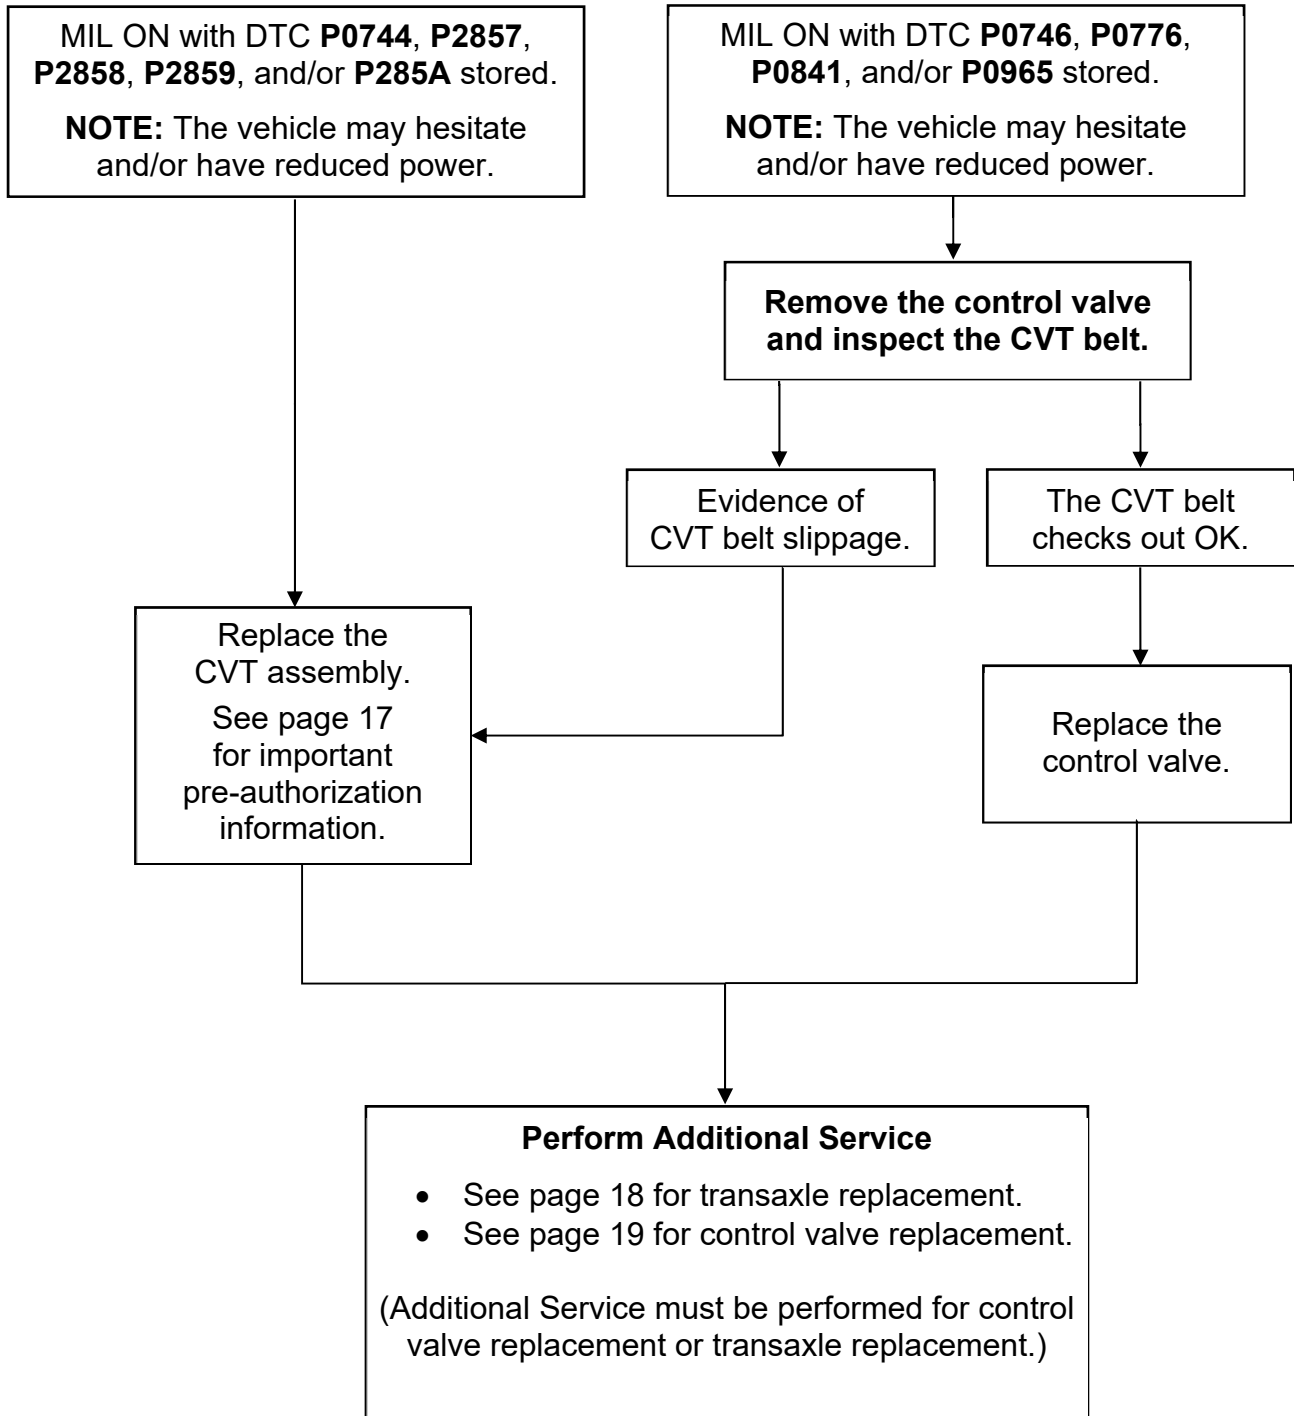 MIL ON with DTC P0744, P2857,
P2858, P2859, and/or P285A stored.
NOTE: The vehicle may hesitate
and/or have reduced power.
MIL ON with DTC P0746, P0776,
P0841, and/or P0965 stored.
NOTE: The vehicle may hesitate
and/or have reduced power.
Remove the control valve
and inspect the CVT belt.
Evidence of
CVT belt slippage.
The CVT belt
checks out OK.
Replace the
CVT assembly.
See page 17
for important
pre-authorization
information.
Replace the
control valve.
Perform Additional Service
• See page 18 for transaxle replacement.
• See page 19 for control valve replacement.
(Additional Service must be performed for control
valve replacement or transaxle replacement.)